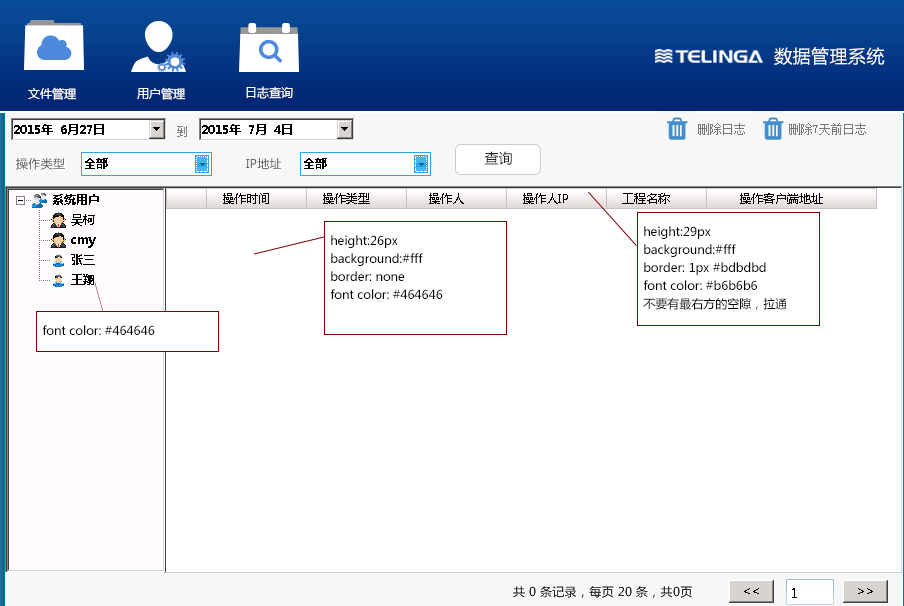 TELINGA 数据管理系统
文件管理 用户管理 日志查询
2015年 6月27日 到 2015年 7月 4日 删除日志 删除7天前日志
操作类型 全部 IP地址 全部 查询
系统用户 操作时间 操作类型 操作人 操作人IP 工程名称 操作客户端地址
吴柯
cmy
张三
王翔
height:26px
background:#fff
border: none
font color: #464646
height:29px
background:#fff
border: 1px #bdbdbd
font color: #b6b6b6
不要有最右方的空隙，拉通
font color: #464646
共 0 条记录，每页 20 条，共0页 << 1 >>